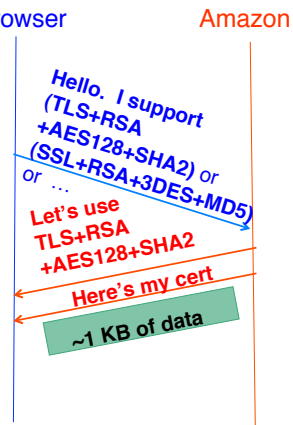 rowser
Amazon
Hello. I support
(TLS+RSA
+AES128+SHA2) or
(SSL+RSA+3DES+MD5)
or …
Let's use
TLS+RSA
+AES128+SHA2
Here's my cert
~1 KB of data